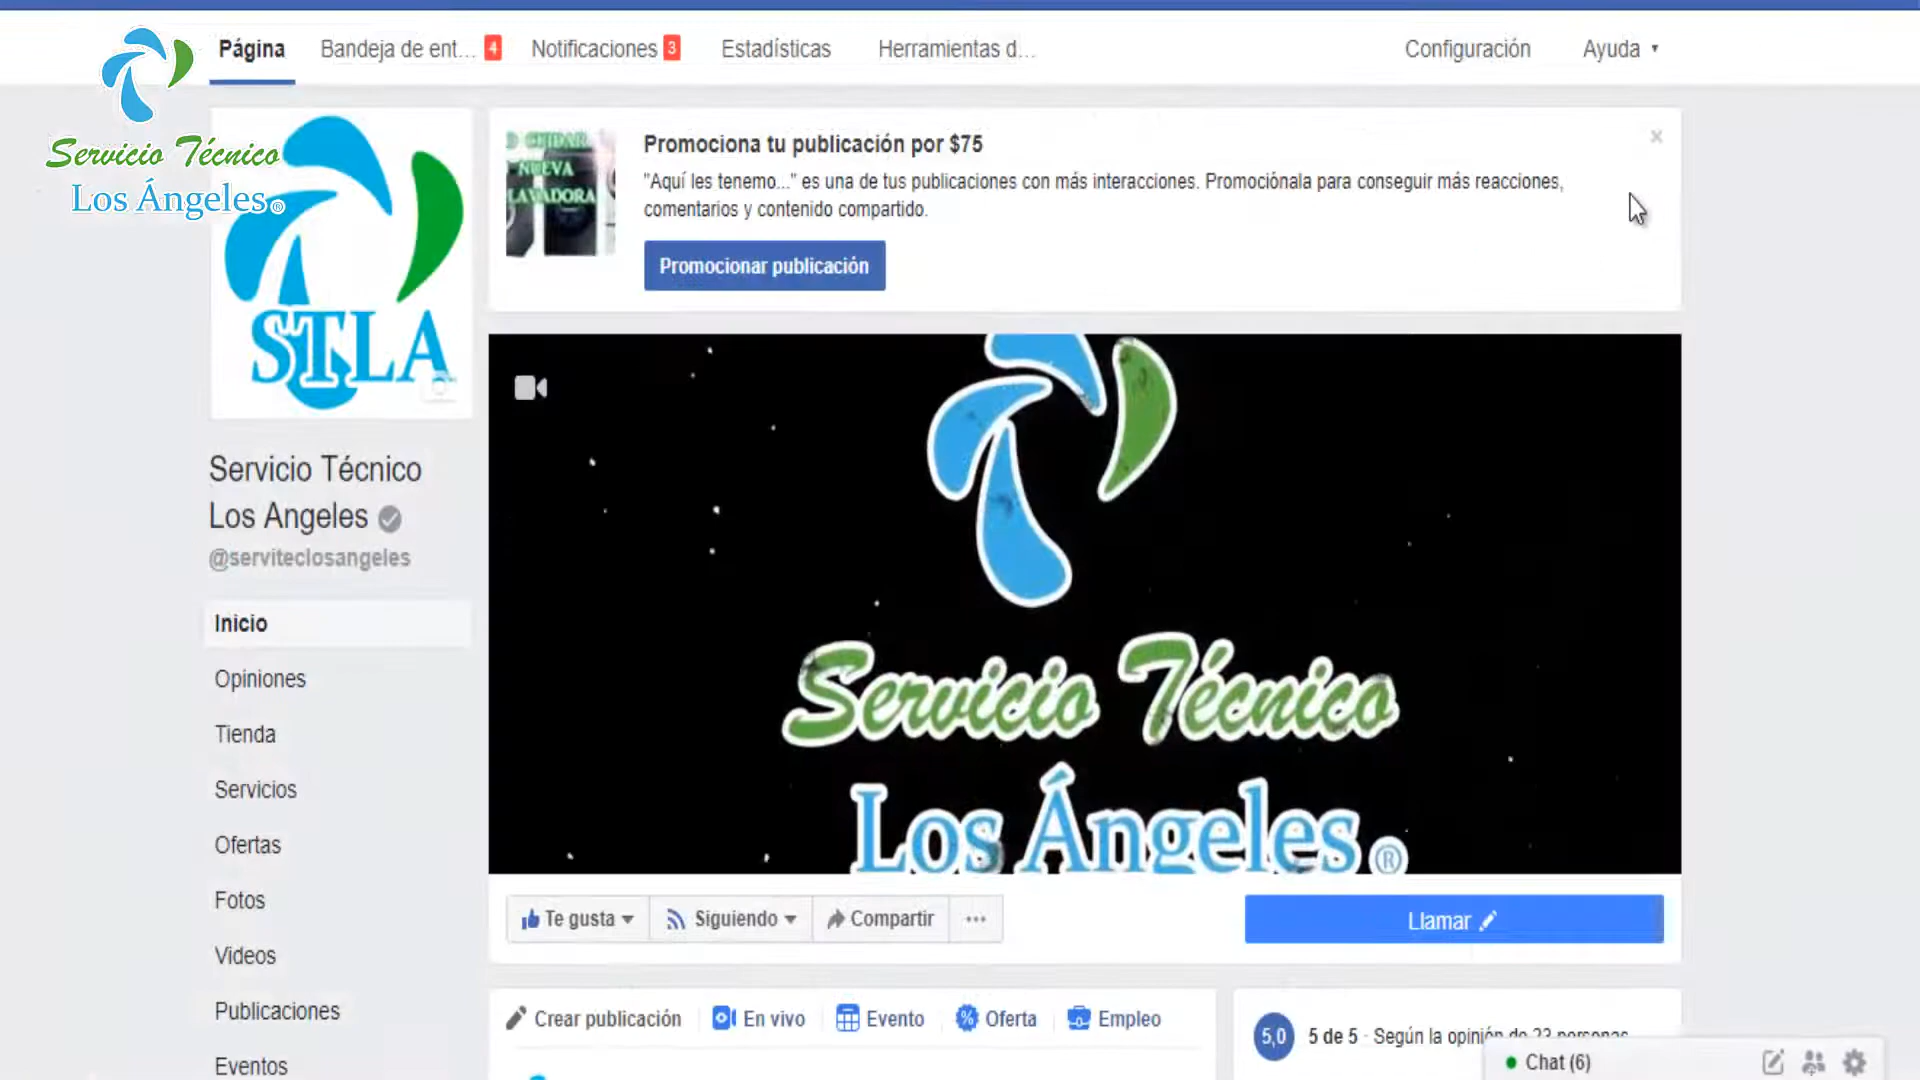 Página
Bandeja de ent... 4
Notificaciones 3
Estadísticas
Herramientas d...
Configuración
Ayuda
Servicio Técnico
Los Ángeles®
STLA
D CUIDAR
NUEVA
LAVADORA
Promociona tu publicación por $75
"Aquí les tenemo..." es una de tus publicaciones con más interacciones. Promociónala para conseguir más reacciones,
comentarios y contenido compartido.
Promocionar publicación
Servicio Técnico
Los Angeles
@serviteclosangeles
Inicio
Opiniones
Tienda
Servicios
Ofertas
Fotos
Videos
Publicaciones
Eventos
Servicio Técnico
Los Ángeles®
Te gusta
Siguiendo
Compartir
...
Llamar
Crear publicación
En vivo
Evento
Oferta
Empleo
5,0
5 de 5 · Según la opinión de 23 personas
Chat (6)